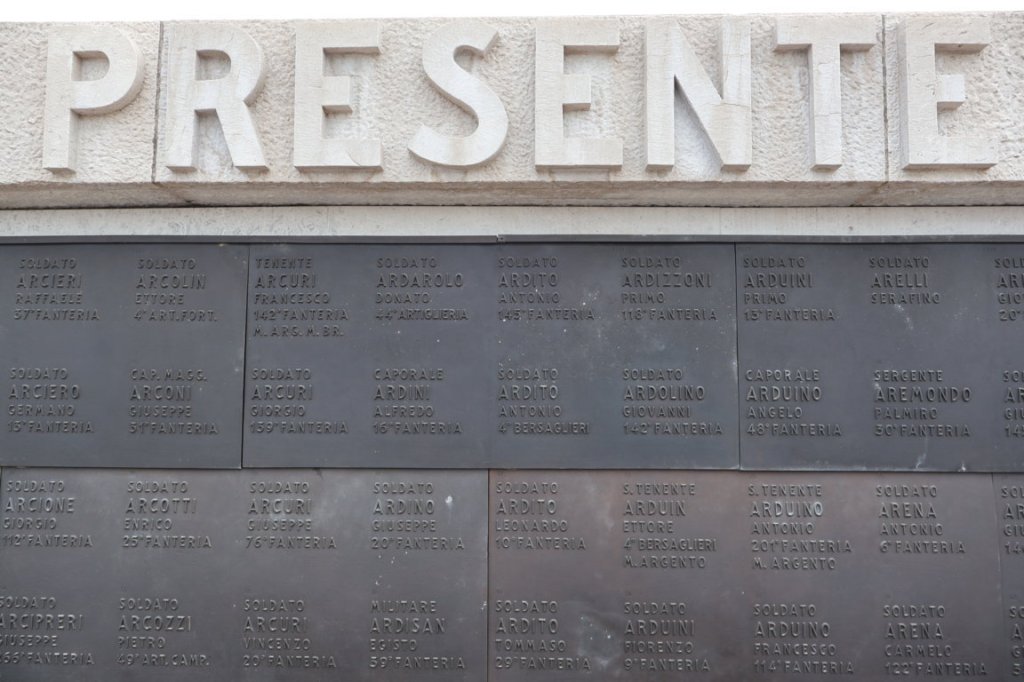 PRESENTE
SOLDATO
ARCIERI
RAFFAELE
37°FANTERIA
SOLDATO
ARCOLIN
ETTORE
4°ART.FORT.
TENENTE
ARCURI
FRANCESCO
142°FANTERIA
M. ARG. M. BR.
SOLDATO
ARDAROLO
DONATO
44°ARTIGLIERIA
SOLDATO
ARDITO
ANTONIO
145°FANTERIA
SOLDATO
ARDIZZONI
PRIMO
118°FANTERIA
SOLDATO
ARDUINI
PRIMO
13°FANTERIA
SOLDATO
ARELLI
SERAFINO
SOLDATO
ARCIERO
GERMANO
13°FANTERIA
CAP. MAGG.
ARCONI
GIUSEPPE
31°FANTERIA
SOLDATO
ARCURI
GIORGIO
139°FANTERIA
CAPORALE
ARDINI
ALFREDO
16°FANTERIA
SOLDATO
ARDITO
ANTONIO
4°BERSAGLIERI
SOLDATO
ARDOLINO
GIOVANNI
142°FANTERIA
CAPORALE
ARDUINO
ANGELO
48°FANTERIA
SERGENTE
AREMONDO
PALMIRO
30°FANTERIA
SOLDATO
ARCIONE
GIORGIO
112°FANTERIA
SOLDATO
ARCOTTI
ENRICO
25°FANTERIA
SOLDATO
ARCURI
GIUSEPPE
76°FANTERIA
SOLDATO
ARDINO
GIUSEPPE
20°FANTERIA
SOLDATO
ARDITO
LEONARDO
10°FANTERIA
S. TENENTE
ARDUIN
ETTORE
4°BERSAGLIERI
M. ARGENTO
S. TENENTE
ARDUINO
ANTONIO
201°FANTERIA
M. ARGENTO
SOLDATO
ARENA
ANTONIO
6°FANTERIA
SOLDATO
ARCIPRERI
GIUSEPPE
SOLDATO
ARCOZZI
PIETRO
49°ART.CAMP.
SOLDATO
ARCURI
VINCENZO
20°FANTERIA
MILITARE
ARDISAN
EGISTO
39°FANTERIA
SOLDATO
ARDITO
TOMMASO
29°FANTERIA
SOLDATO
ARDUINI
FIORENZO
9°FANTERIA
SOLDATO
ARDUINO
FRANCESCO
114°FANTERIA
SOLDATO
ARENA
CARMELO
122°FANTERIA